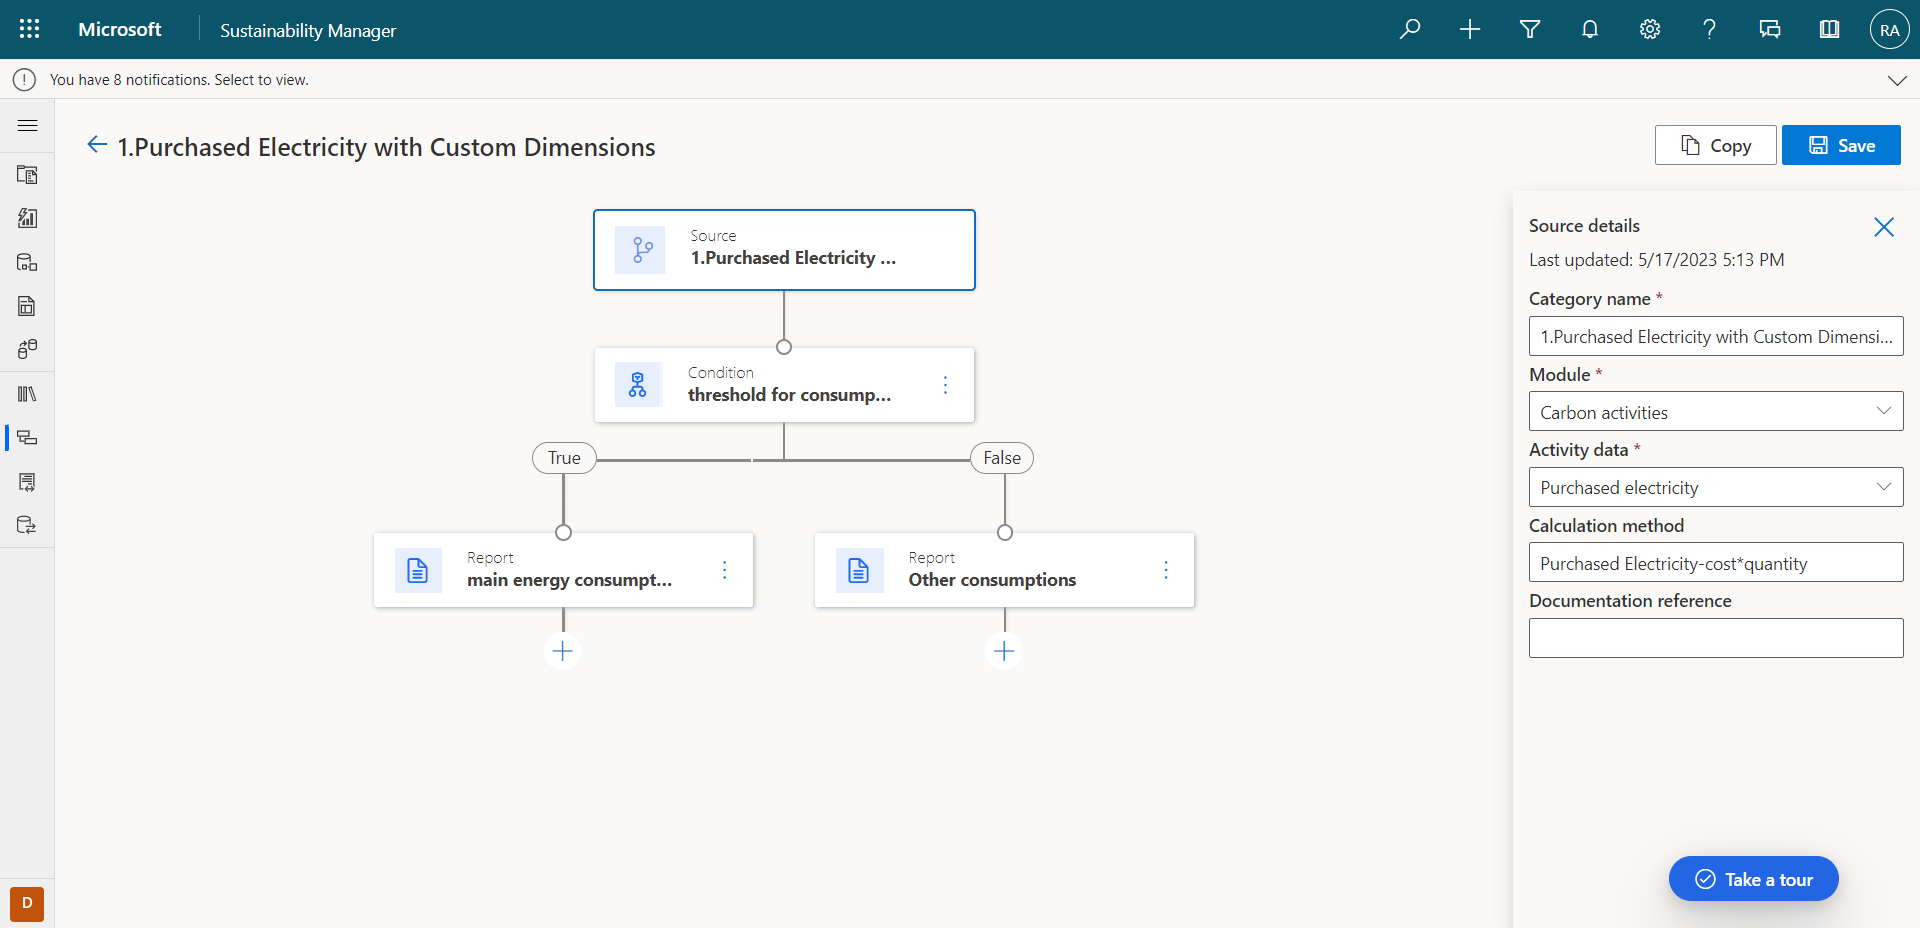 Microsoft
Sustainability Manager
RA
You have 8 notifications. Select to view.
1.Purchased Electricity with Custom Dimensions
Copy
Save
Source
1.Purchased Electricity ...
Condition
threshold for consump...
True
False
Report
main energy consumpt...
Report
Other consumptions
Source details
Last updated: 5/17/2023 5:13 PM
Category name *
1.Purchased Electricity with Custom Dimensi...
Module *
Carbon activities
Activity data *
Purchased electricity
Calculation method
Purchased Electricity-cost*quantity
Documentation reference
Take a tour
D